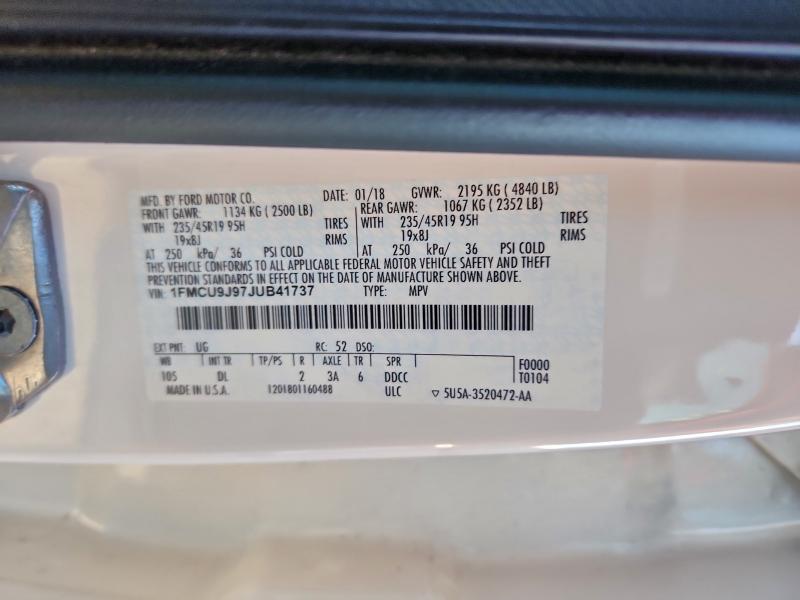 MFD. BY FORD MOTOR CO. DATE: 01/18 GVWR: 2195 KG ( 4840 LB)
FRONT GAWR: 1134 KG ( 2500 LB) REAR GAWR: 1067 KG ( 2352 LB)
WITH 235/45R19 95H TIRES WITH 235/45R19 95H TIRES
19x8J RIMS 19x8J RIMS
AT 250 kPa/ 36 PSI COLD AT 250 kPa/ 36 PSI COLD
THIS VEHICLE CONFORMS TO ALL APPLICABLE FEDERAL MOTOR VEHICLE SAFETY AND THEFT
PREVENTION STANDARDS IN EFFECT ON THE DATE OF MANUFACTURE SHOWN ABOVE.
VIN: 1FMCU9J97JUB41737 TYPE: MPV
EXT PNT: UG RC: 52 DSO:
WB INT TR TP/PS R AXLE TR SPR F0000
105 DL 2 3A 6 DDCC T0104
MADE IN U.S.A. 1201801160488 ULC ▽ 5U5A-3520472-AA